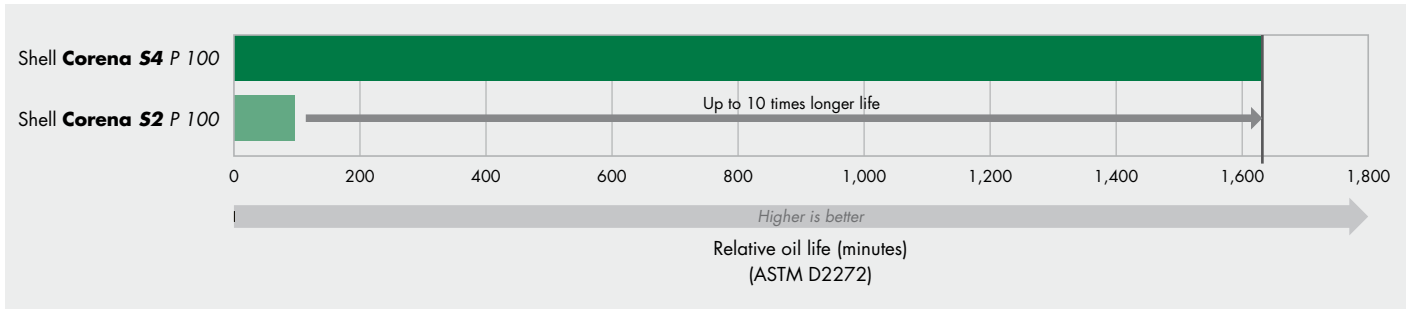 Shell Corena S4 P 100
Up to 10 times longer life
Shell Corena S2 P 100
0 200 400 600 800 1,000 1,200 1,400 1,600 1,800
Higher is better
Relative oil life (minutes)
(ASTM D2272)